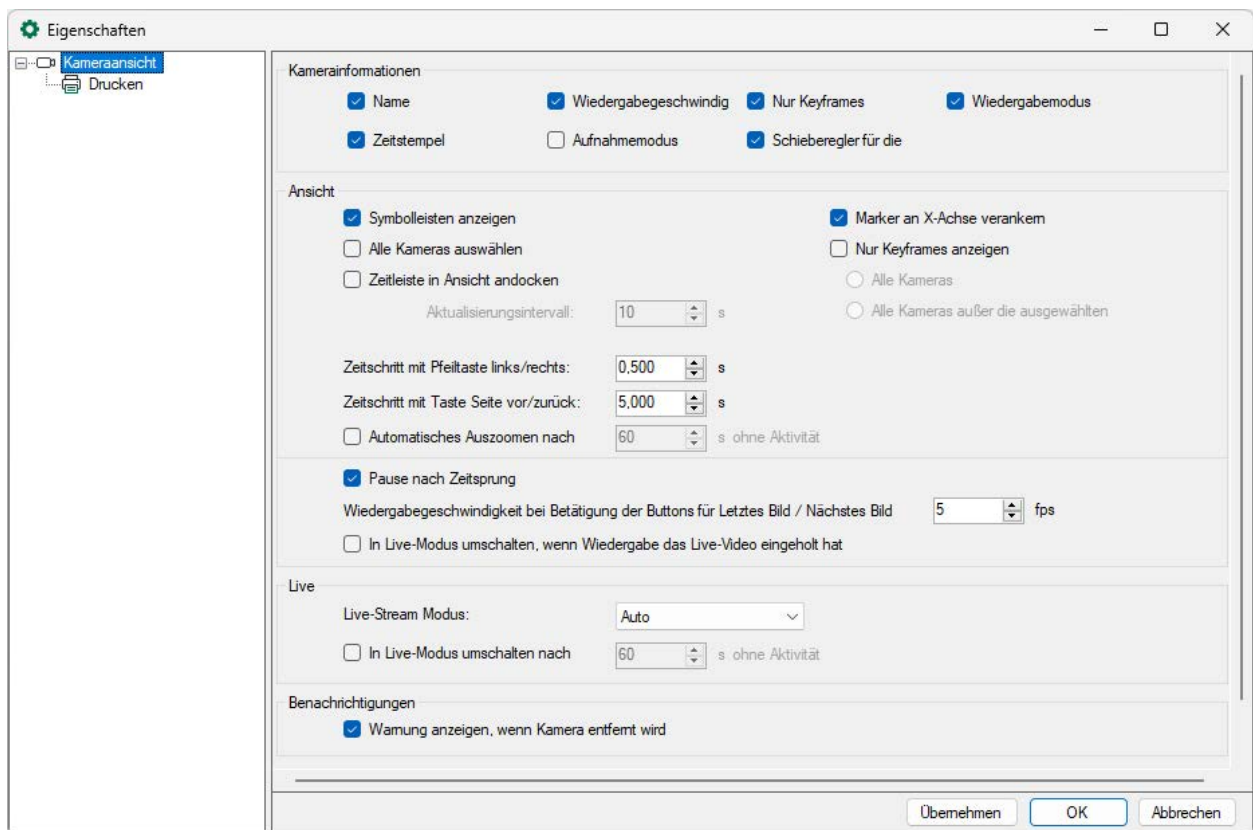 Eigenschaften
Kameraansicht
Drucken
Kamerainformationen
Name
Wiedergabegeschwindig
Nur Keyframes
Wiedergabemodus
Zeitstempel
Aufnahmemodus
Schieberegler für die
Ansicht
Symbolleisten anzeigen
Marker an X-Achse verankern
Alle Kameras auswählen
Nur Keyframes anzeigen
Zeitleiste in Ansicht andocken
Alle Kameras
Aktualisierungsintervall: 10 s
Alle Kameras außer die ausgewählten
Zeitschritt mit Pfeiltaste links/rechts: 0,500 s
Zeitschritt mit Taste Seite vor/zurück: 5,000 s
Automatisches Auszoomen nach 60 s ohne Aktivität
Pause nach Zeitsprung
Wiedergabegeschwindigkeit bei Betätigung der Buttons für Letztes Bild / Nächstes Bild 5 fps
In Live-Modus umschalten, wenn Wiedergabe das Live-Video eingeholt hat
Live
Live-Stream Modus: Auto
In Live-Modus umschalten nach 60 s ohne Aktivität
Benachrichtigungen
Warnung anzeigen, wenn Kamera entfernt wird
Übernehmen OK Abbrechen